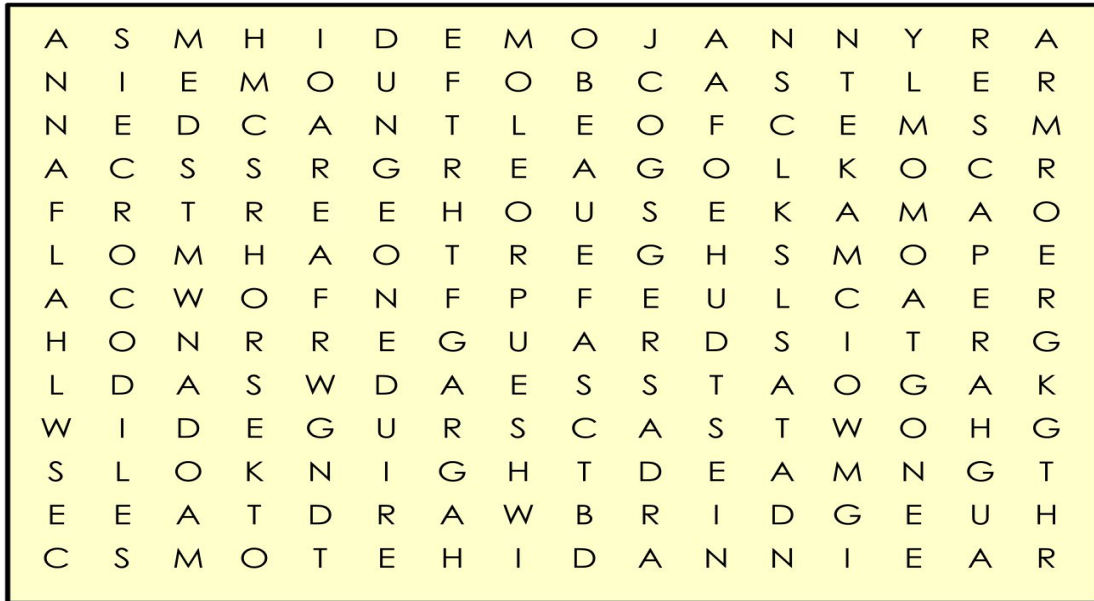 A S M H I D E M O J A N N Y R A
N I E M O U F O B C A S T L E R
N E D C A N T L E O F C E M S M
A C S S R G R E A G O L K O C R
F R T R E E H O U S E K A M A O
L O M H A O T R E G H S M O P E
A C W O F N F P F E U L C A E R
H O N R R E G U A R D S I T R G
L D A S W D A E S S T A O G A K
W I D E G U R S C A S T W O H G
S L O K N I G H T D E A M N G T
E E A T D R A W B R I D G E U H
C S M O T E H I D A N N I E A R